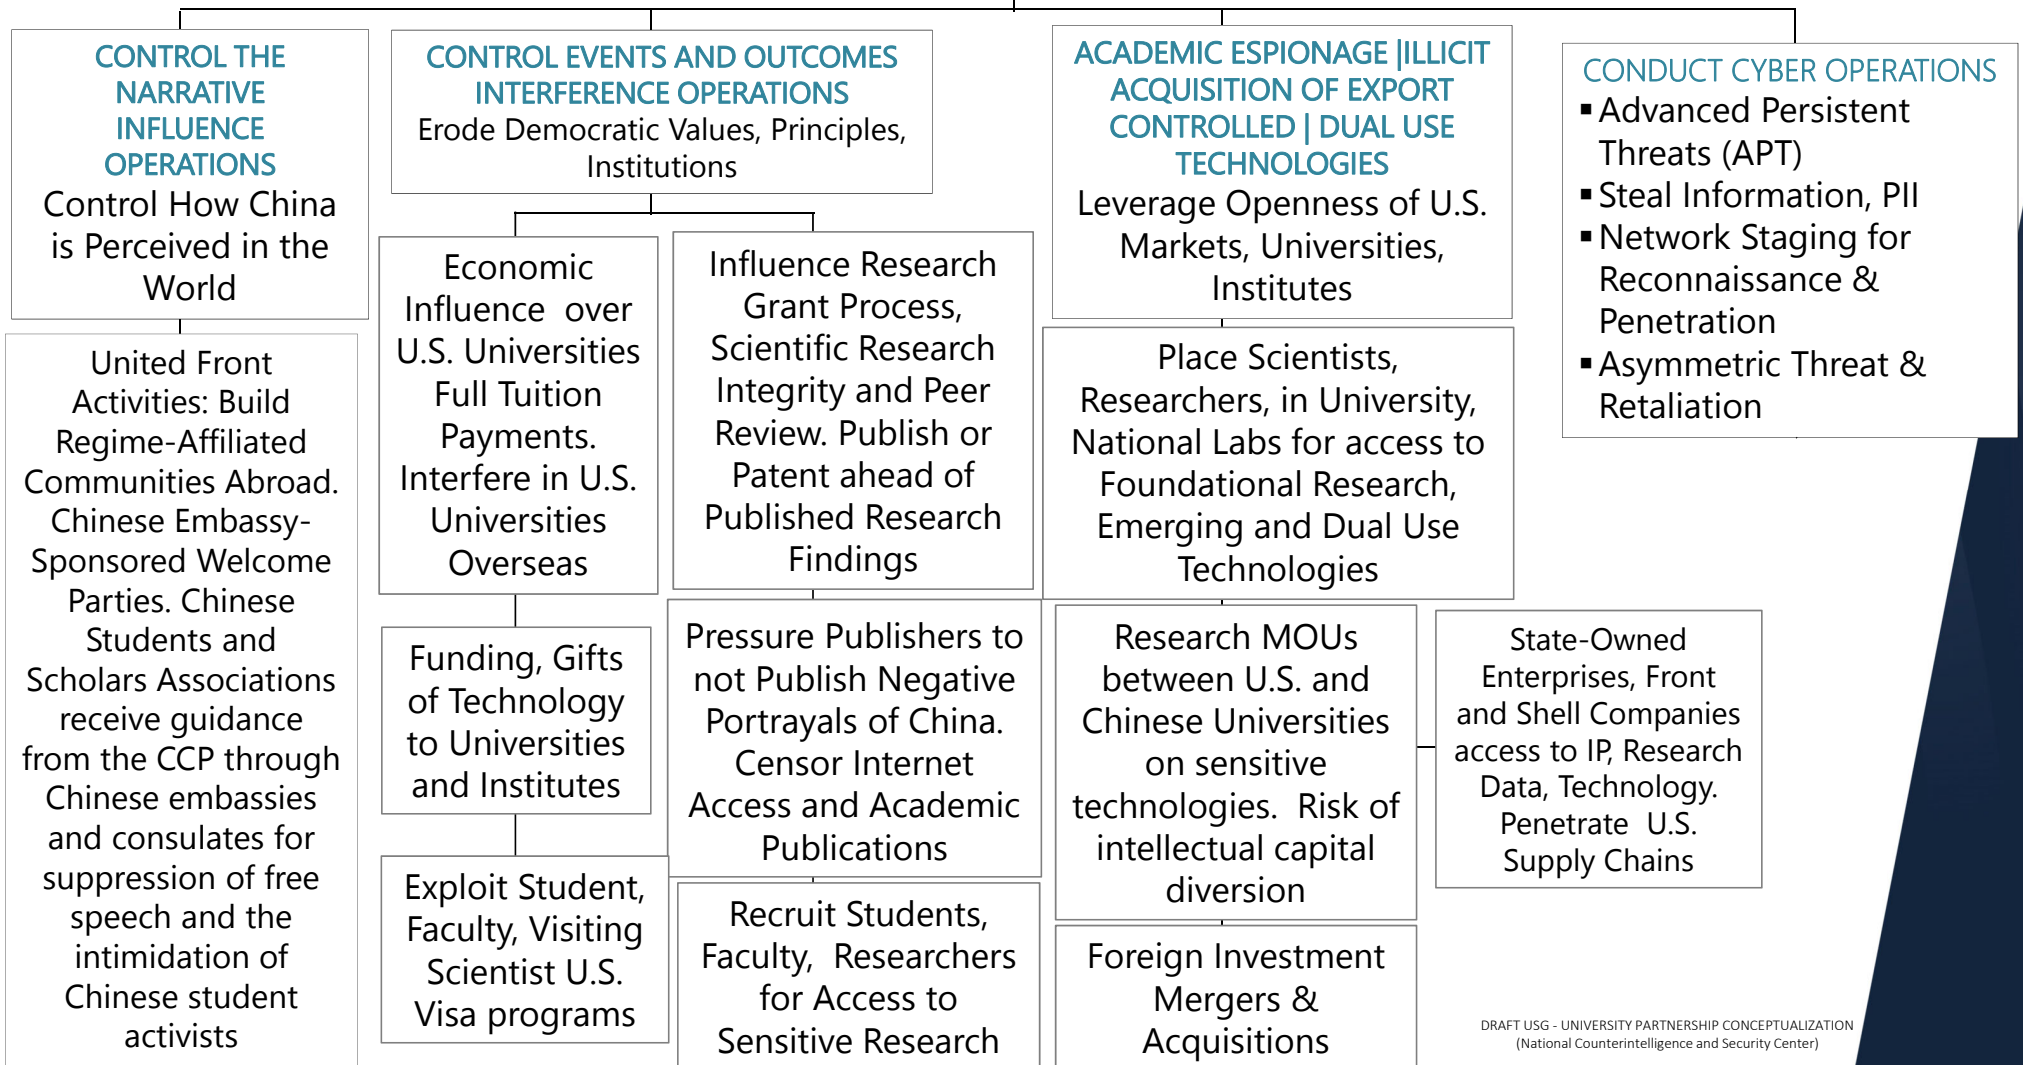 CONTROL THE
NARRATIVE
INFLUENCE
OPERATIONS
Control How China
is Perceived in the
World
United Front
Activities: Build
Regime-Affiliated
Communities Abroad.
Chinese Embassy-
Sponsored Welcome
Parties. Chinese
Students and
Scholars Associations
receive guidance
from the CCP through
Chinese embassies
and consulates for
suppression of free
speech and the
intimidation of
Chinese student
activists
CONTROL EVENTS AND OUTCOMES
INTERFERENCE OPERATIONS
Erode Democratic Values, Principles,
Institutions
Economic
Influence over
U.S. Universities
Full Tuition
Payments.
Interfere in U.S.
Universities
Overseas
Funding, Gifts
of Technology
to Universities
and Institutes
Exploit Student,
Faculty, Visiting
Scientist U.S.
Visa programs
Influence Research
Grant Process,
Scientific Research
Integrity and Peer
Review. Publish or
Patent ahead of
Published Research
Findings
Pressure Publishers to
not Publish Negative
Portrayals of China.
Censor Internet
Access and Academic
Publications
Recruit Students,
Faculty, Researchers
for Access to
Sensitive Research
ACADEMIC ESPIONAGE |ILLICIT
ACQUISITION OF EXPORT
CONTROLLED | DUAL USE
TECHNOLOGIES
Leverage Openness of U.S.
Markets, Universities,
Institutes
Place Scientists,
Researchers, in University,
National Labs for access to
Foundational Research,
Emerging and Dual Use
Technologies
Research MOUs
between U.S. and
Chinese Universities
on sensitive
technologies. Risk of
intellectual capital
diversion
State-Owned
Enterprises, Front
and Shell Companies
access to IP, Research
Data, Technology.
Penetrate U.S.
Supply Chains
Foreign Investment
Mergers &
Acquisitions
CONDUCT CYBER OPERATIONS
▪ Advanced Persistent
Threats (APT)
▪ Steal Information, PII
▪ Network Staging for
Reconnaissance &
Penetration
▪ Asymmetric Threat &
Retaliation
DRAFT USG - UNIVERSITY PARTNERSHIP CONCEPTUALIZATION
(National Counterintelligence and Security Center)